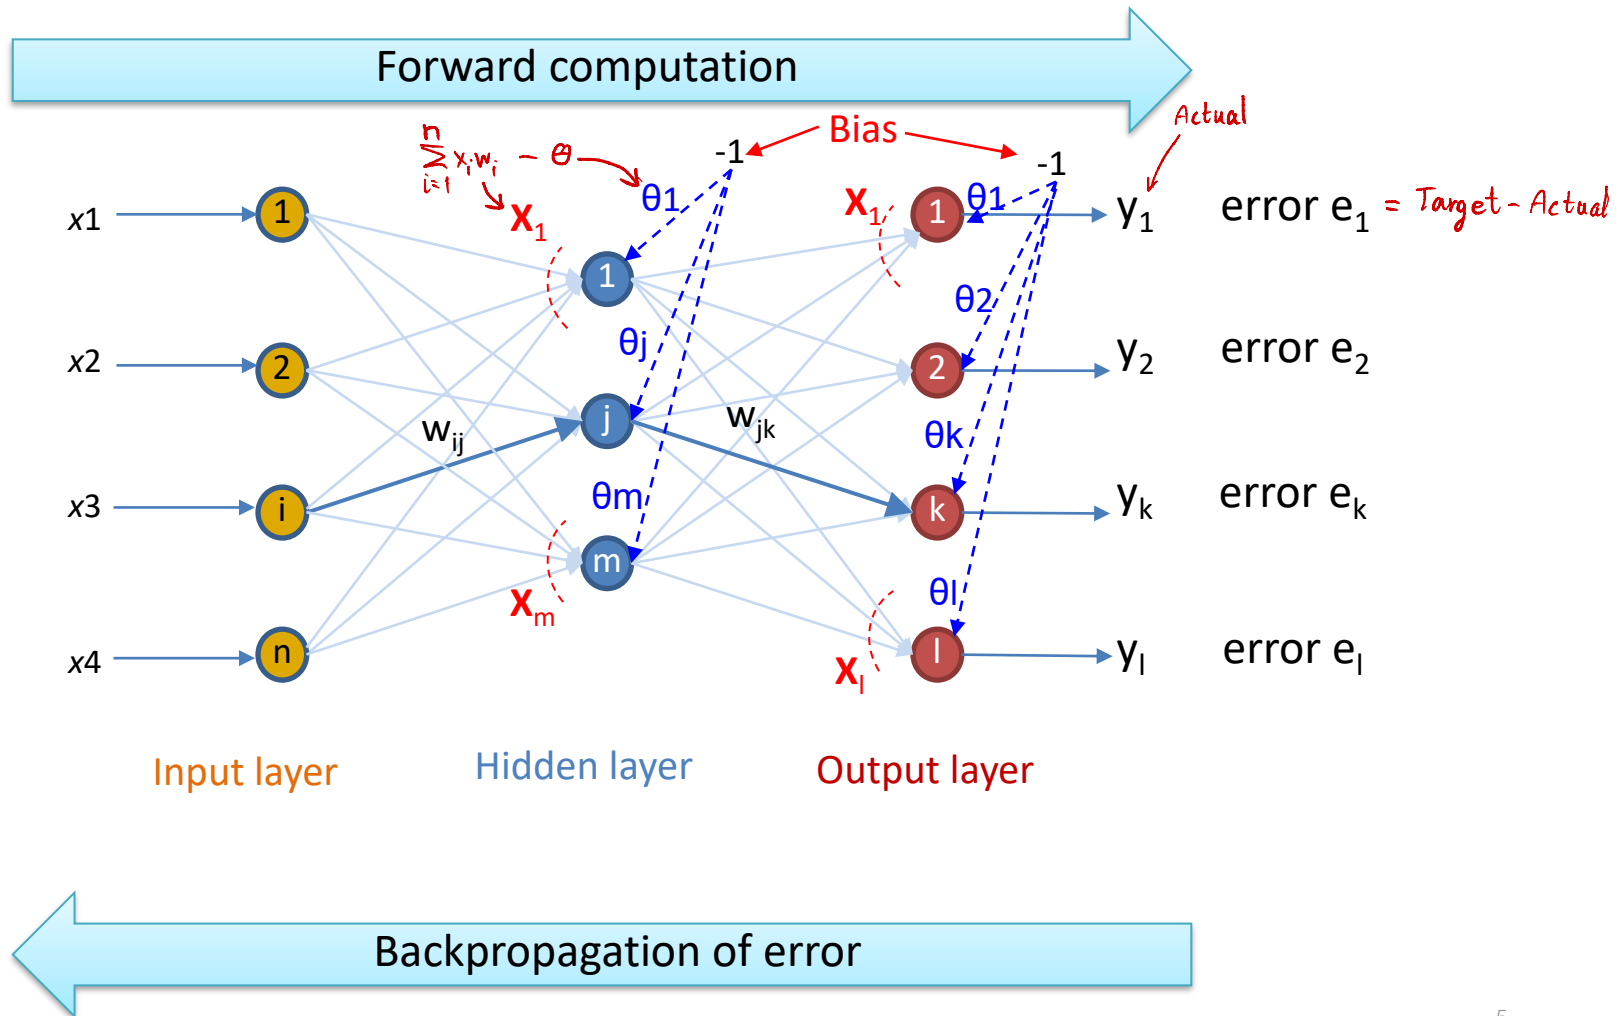 Forward computation
Actual
Bias
n
∑ xᵢwᵢ - θ
i=1
-1
-1
x1
1
X₁
θ1
X₁
1
θ1
y₁
error e₁ = Target - Actual
1
θ2
x2
2
θj
2
y₂
error e₂
wᵢⱼ
j
wⱼₖ
θk
x3
i
θm
k
yₖ
error eₖ
m
Xₘ
θl
x4
n
Xₗ
l
yₗ
error eₗ
Input layer
Hidden layer
Output layer
Backpropagation of error